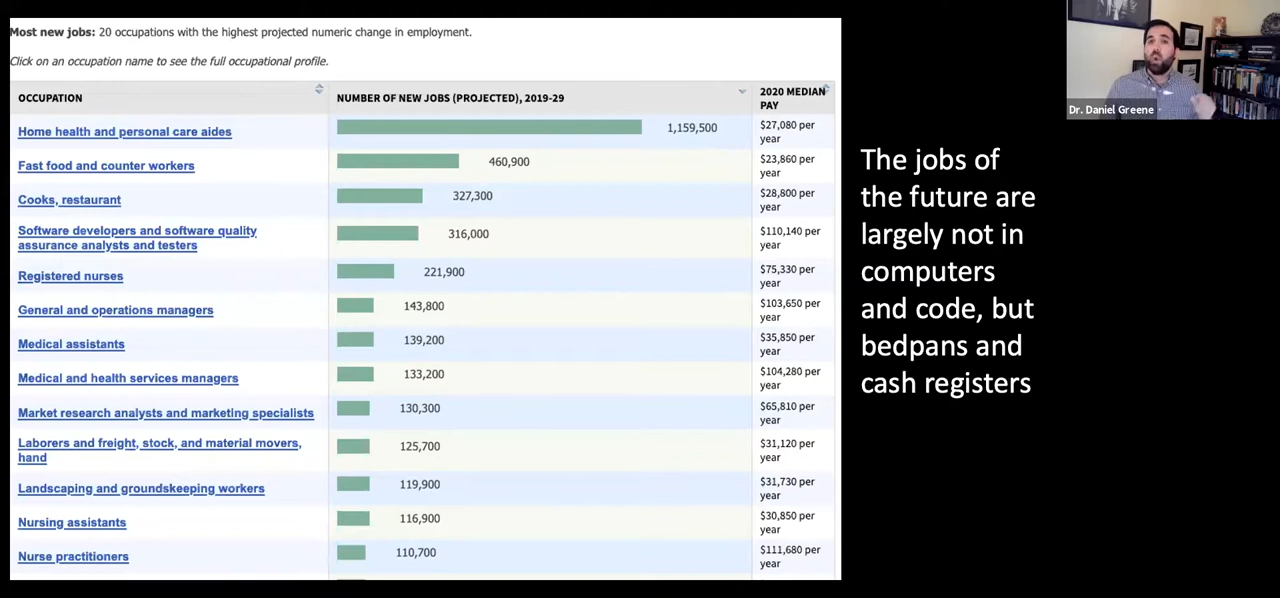 Most new jobs: 20 occupations with the highest projected numeric change in employment.
Click on an occupation name to see the full occupational profile.
OCCUPATION
NUMBER OF NEW JOBS (PROJECTED), 2019-29
2020 MEDIAN
PAY
Home health and personal care aides
1,159,500
$27,080 per
year
Fast food and counter workers
460,900
$23,860 per
year
Cooks, restaurant
327,300
$28,800 per
year
Software developers and software quality
assurance analysts and testers
316,000
$110,140 per
year
Registered nurses
221,900
$75,330 per
year
General and operations managers
143,800
$103,650 per
year
Medical assistants
139,200
$35,850 per
year
Medical and health services managers
133,200
$104,280 per
year
Market research analysts and marketing specialists
130,300
$65,810 per
year
Laborers and freight, stock, and material movers,
hand
125,700
$31,120 per
year
Landscaping and groundskeeping workers
119,900
$31,730 per
year
Nursing assistants
116,900
$30,850 per
year
Nurse practitioners
110,700
$111,680 per
year
Dr. Daniel Greene
The jobs of
the future are
largely not in
computers
and code, but
bedpans and
cash registers